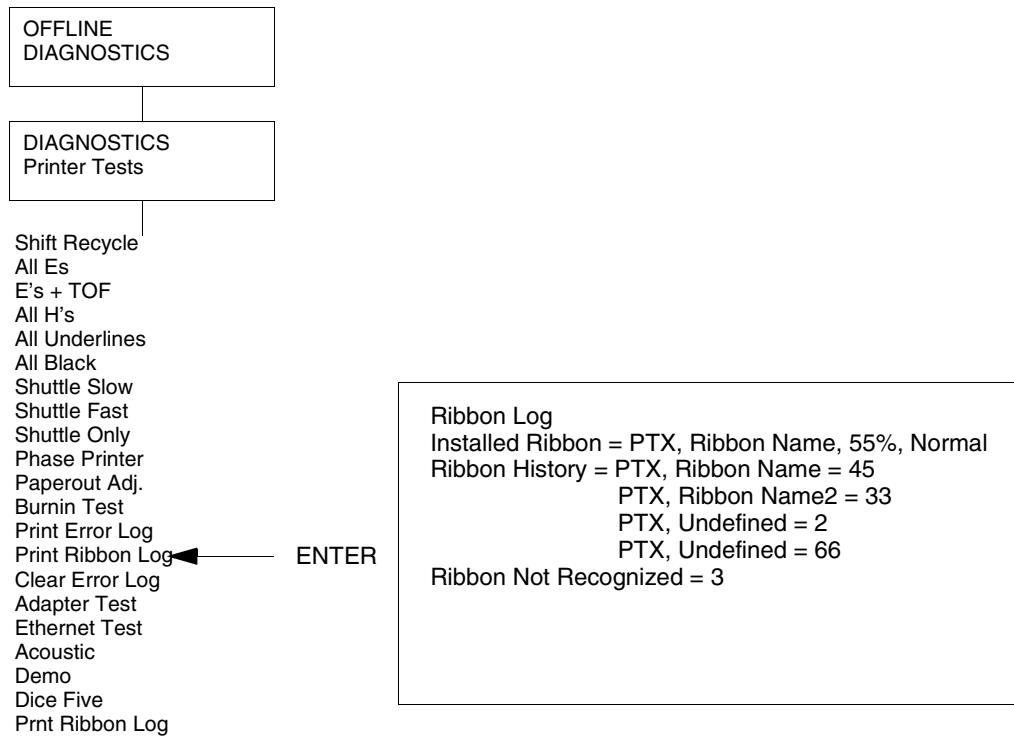 OFFLINE
DIAGNOSTICS
DIAGNOSTICS
Printer Tests
Shift Recycle
All Es
E's + TOF
All H's
All Underlines
All Black
Shuttle Slow
Shuttle Fast
Shuttle Only
Phase Printer
Paperout Adj.
Burnin Test
Print Error Log
Print Ribbon Log
Clear Error Log
Adapter Test
Ethernet Test
Acoustic
Demo
Dice Five
Prnt Ribbon Log
ENTER
Ribbon Log
Installed Ribbon = PTX, Ribbon Name, 55%, Normal
Ribbon History = PTX, Ribbon Name = 45
PTX, Ribbon Name2 = 33
PTX, Undefined = 2
PTX, Undefined = 66
Ribbon Not Recognized = 3